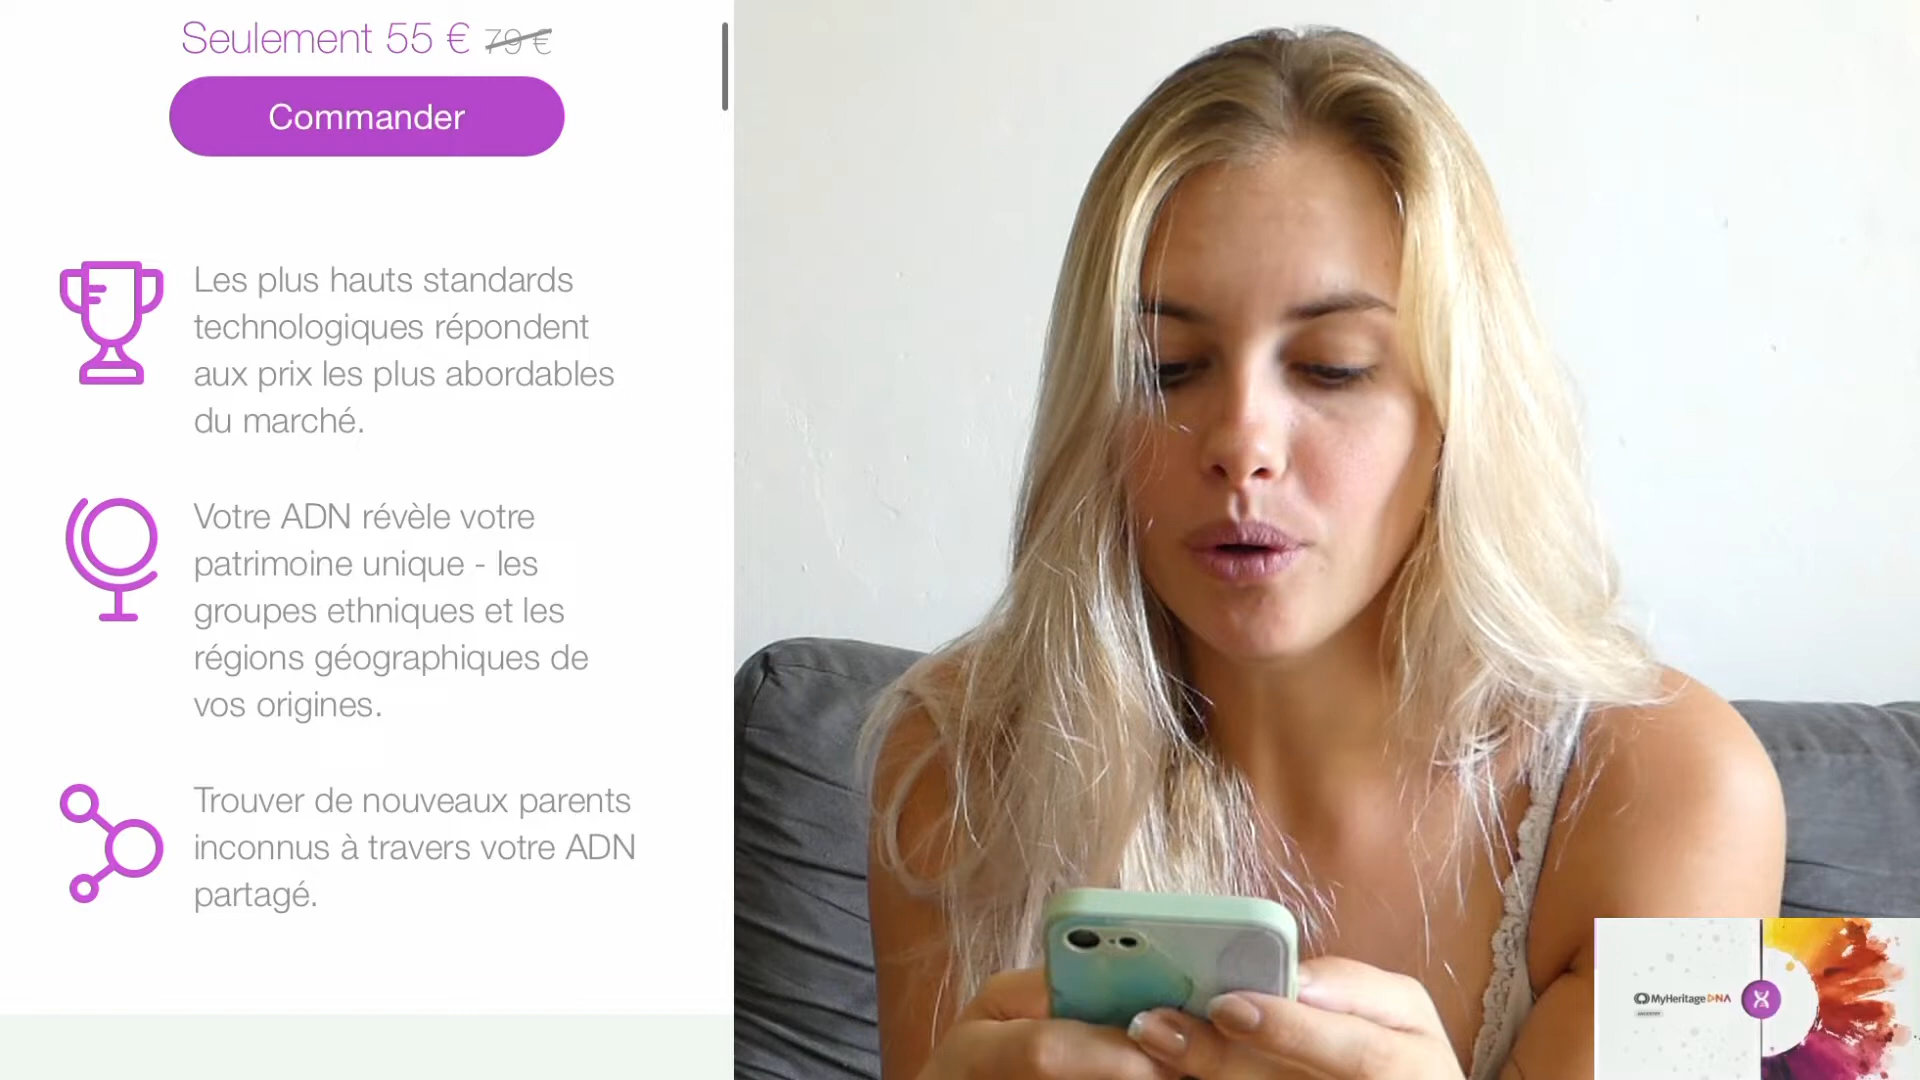 Seulement 55 € 79 €
Commander
Les plus hauts standards
technologiques répondent
aux prix les plus abordables
du marché.
Votre ADN révèle votre
patrimoine unique - les
groupes ethniques et les
régions géographiques de
vos origines.
Trouver de nouveaux parents
inconnus à travers votre ADN
partagé.
MyHeritage DNA